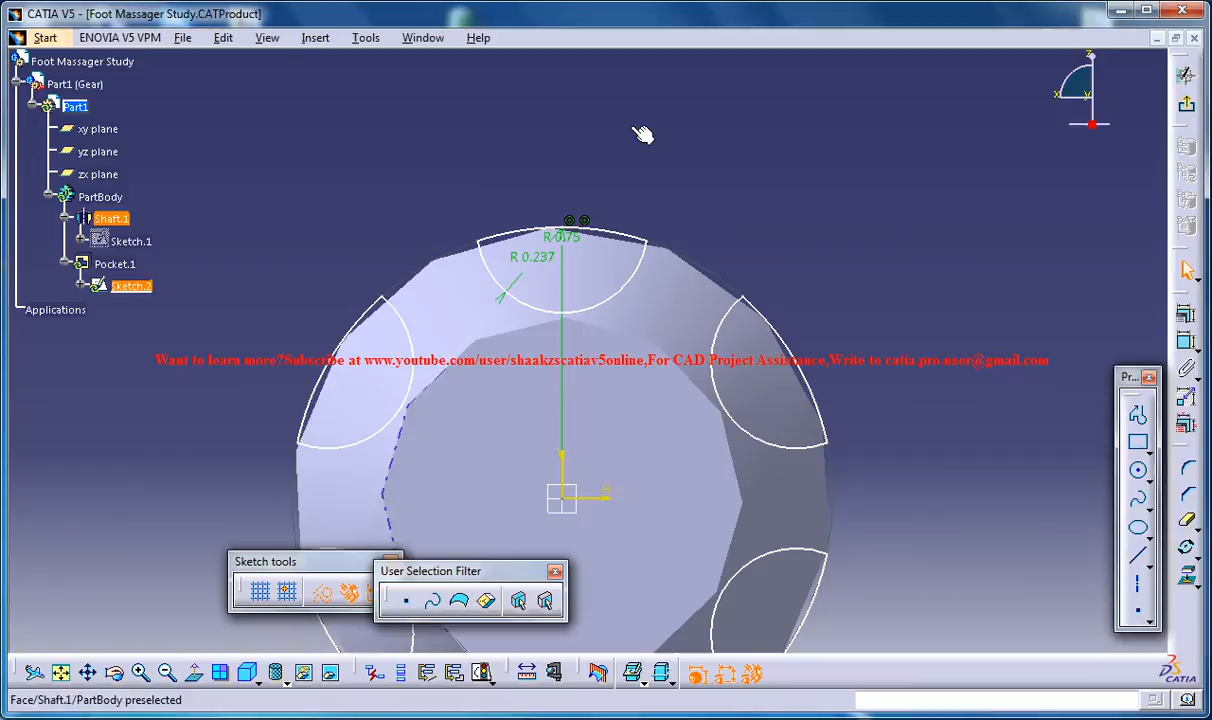 CATIA V5 - [Foot Massager Study.CATProduct]
Start ENOVIA V5 VPM File Edit View Insert Tools Window Help
Foot Massager Study
Part1 (Gear)
Part1
xy plane
yz plane
zx plane
PartBody
Shaft.1
Sketch.1
Pocket.1
Sketch.2
Applications
z
x
y
R 0.75
R 0.237
Want to learn more?Subscribe at www.youtube.com/user/shaakzscatiav5online,For CAD Project Assistance,Write to catia.pro.user@gmail.com
Pr...
H
Sketch tools
User Selection Filter
CATIA
Face/Shaft.1/PartBody preselected